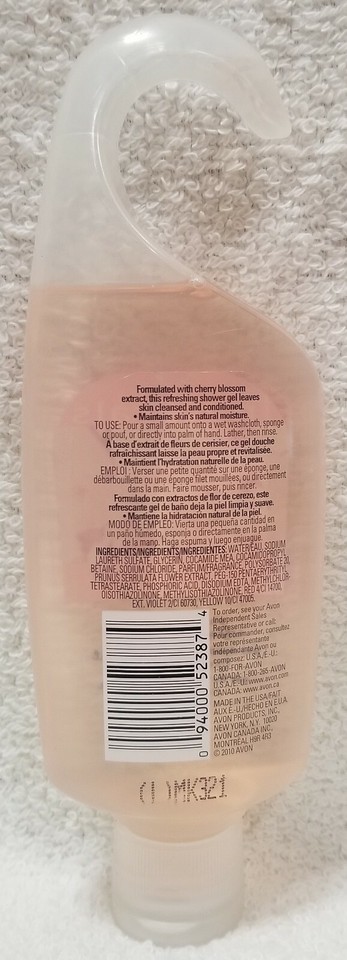 Formulated with cherry blossom
extract, this refreshing shower gel leaves
skin cleansed and conditioned.
• Maintains skin's natural moisture.
TO USE: Pour a small amount onto a wet washcloth, sponge
or pouf, or directly into palm of hand. Lather, then rinse.
A base d'extrait de fleurs de cerisier, ce gel douche
rafraîchissant laisse la peau propre et revitalisée.
• Maintient l'hydratation naturelle de la peau.
EMPLOI : Verser une petite quantité sur une éponge, une
débarbouillette ou une éponge filet mouillées, ou directement
dans la main. Faire mousser, puis rincer.
Formulado con extractos de flor de cerezo, este
refrescante gel de baño deja la piel limpia y suave.
• Mantiene la hidratación natural de la piel.
MODO DE EMPLEO: Vierta una pequeña cantidad en
un paño húmedo, esponja o directamente en la palma
de la mano. Haga espuma y luego enjuague.
INGREDIENTS/INGRÉDIENTS/INGREDIENTES: WATER/EAU, SODIUM
LAURETH SULFATE, GLYCERIN, COCAMIDE MEA, COCAMIDOPROPYL
BETAINE, SODIUM CHLORIDE, PARFUM/FRAGRANCE, POLYSORBATE 20,
PRUNUS SERRULATA FLOWER EXTRACT, PEG-150 PENTAERYTHRITYL
TETRASTEARATE, PHOSPHORIC ACID, DISODIUM EDTA, METHYLCHLOR-
OISOTHIAZOLINONE, METHYLISOTHIAZOLINONE, RED 4/CI 14700,
EXT. VIOLET 2/CI 60730, YELLOW 10/CI 47005.
0 94000 52387 4
To order, see your Avon
Independent Sales
Representative or call:
Pour commander, consultez
votre représentante
indépendante Avon ou
composez: U.S.A./É.-U.:
1-800-FOR-AVON
CANADA: 1-800-265-AVON
U.S.A./É.-U.: www.avon.com
CANADA: www.avon.ca
MADE IN THE USA/FAIT
AUX É.-U./HECHO EN E.U.A.
AVON PRODUCTS, INC.,
NEW YORK, N.Y. 10020
AVON CANADA INC.,
MONTRÉAL H9R 4R3
© 2010 AVON
(I )MK321